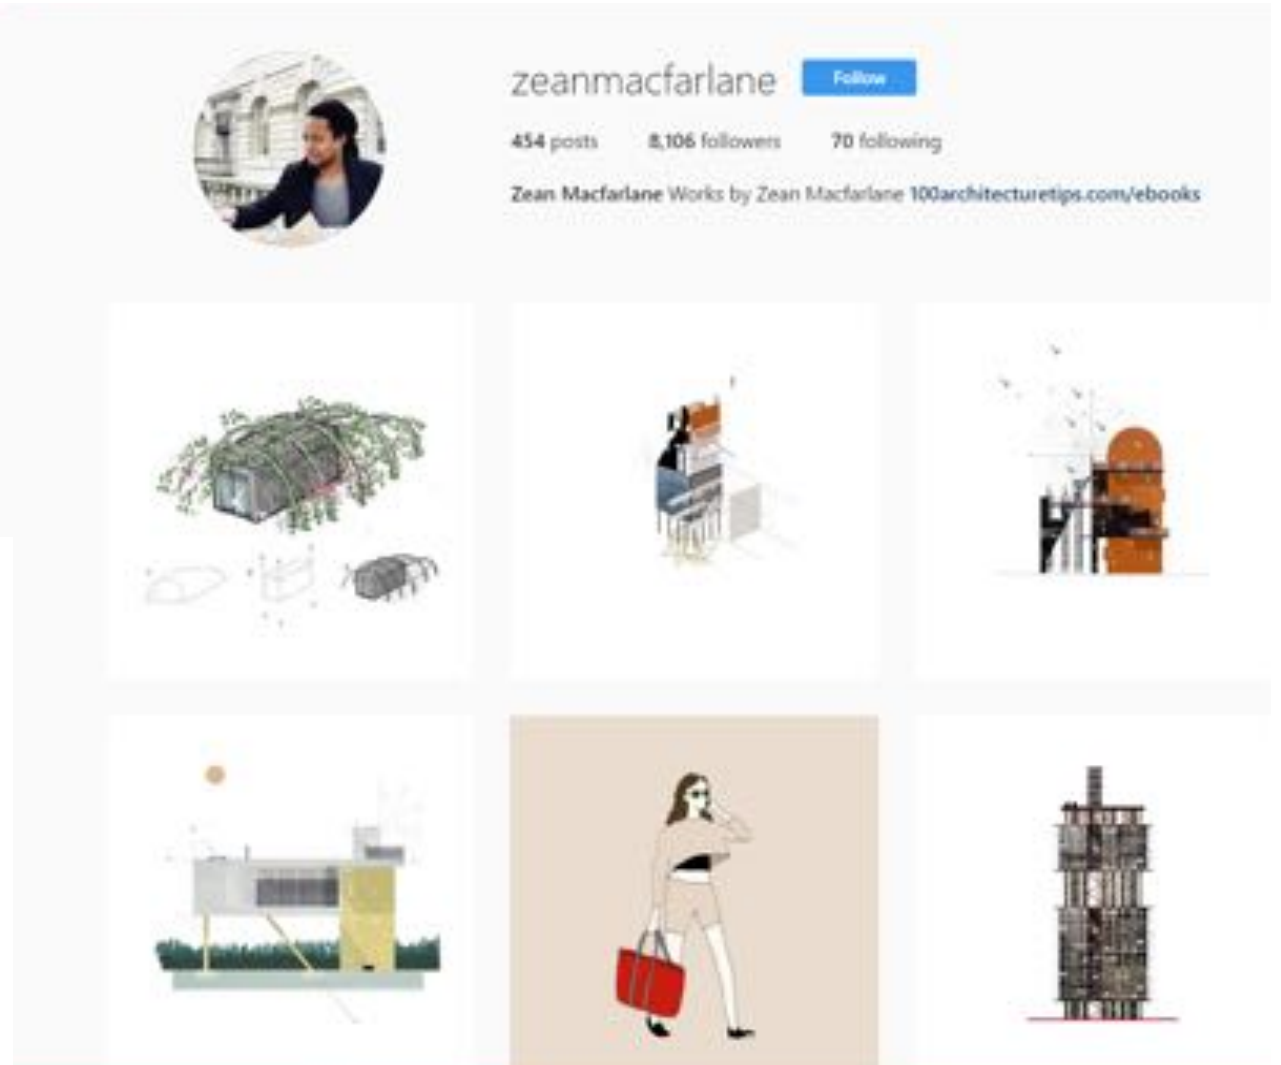 zeanmacfarlane Follow
454 posts 8,106 followers 70 following
Zean Macfarlane Works by Zean Macfarlane 100architecturetips.com/ebooks